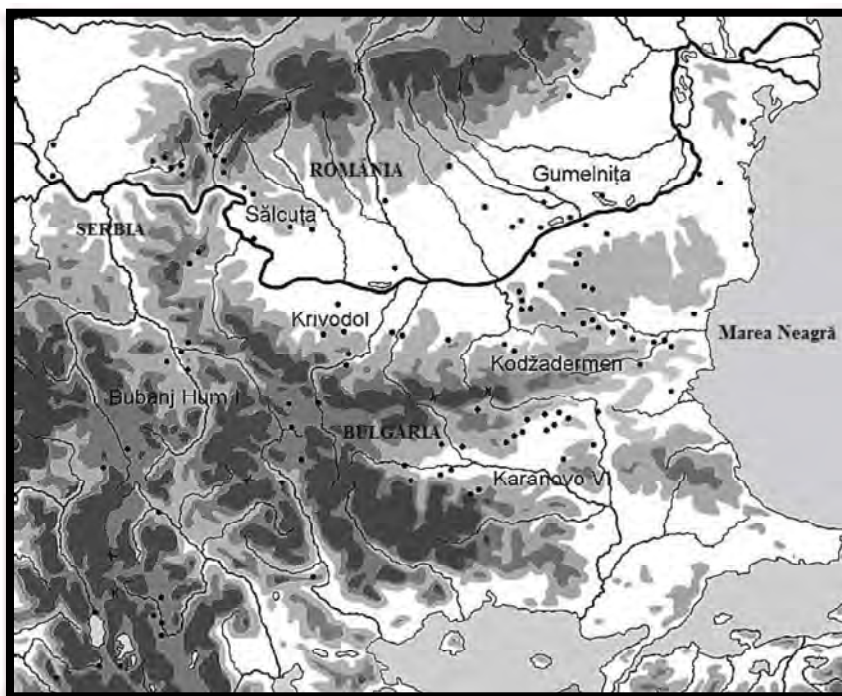 ROMÂNIA
Gumelnița
Sălcuța
SERBIA
Krivodol
Marea Neagră
Kodžadermen
Bubanj Hum I
BULGARIA
Karanovo VI